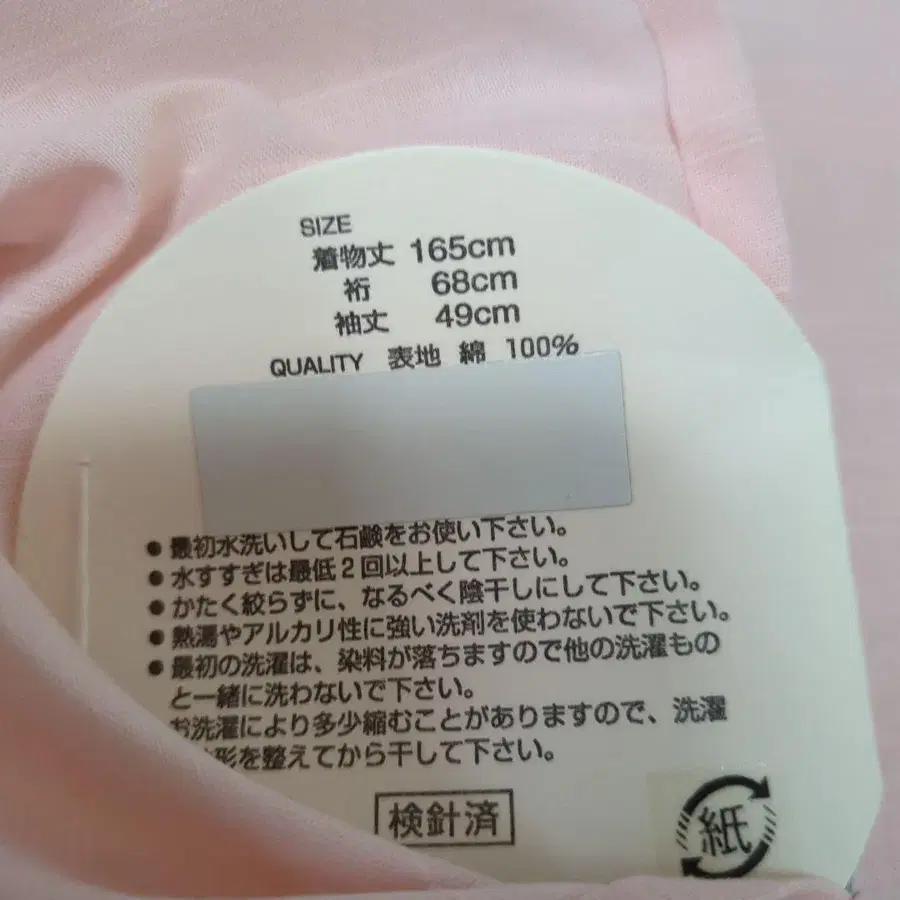 SIZE
着物丈 165cm
裄 68cm
袖丈 49cm
QUALITY 表地 綿 100%
● 最初水洗いして石鹸をお使い下さい。
● 水すすぎは最低2回以上して下さい。
● かたく絞らずに、なるべく陰干しにして下さい。
● 熱湯やアルカリ性に強い洗剤を使わないで下さい。
● 最初の洗濯は、染料が落ちますので他の洗濯もの
と一緒に洗わないで下さい。
お洗濯により多少縮むことがありますので、洗濯
形を整えてから干して下さい。
検針済
紙